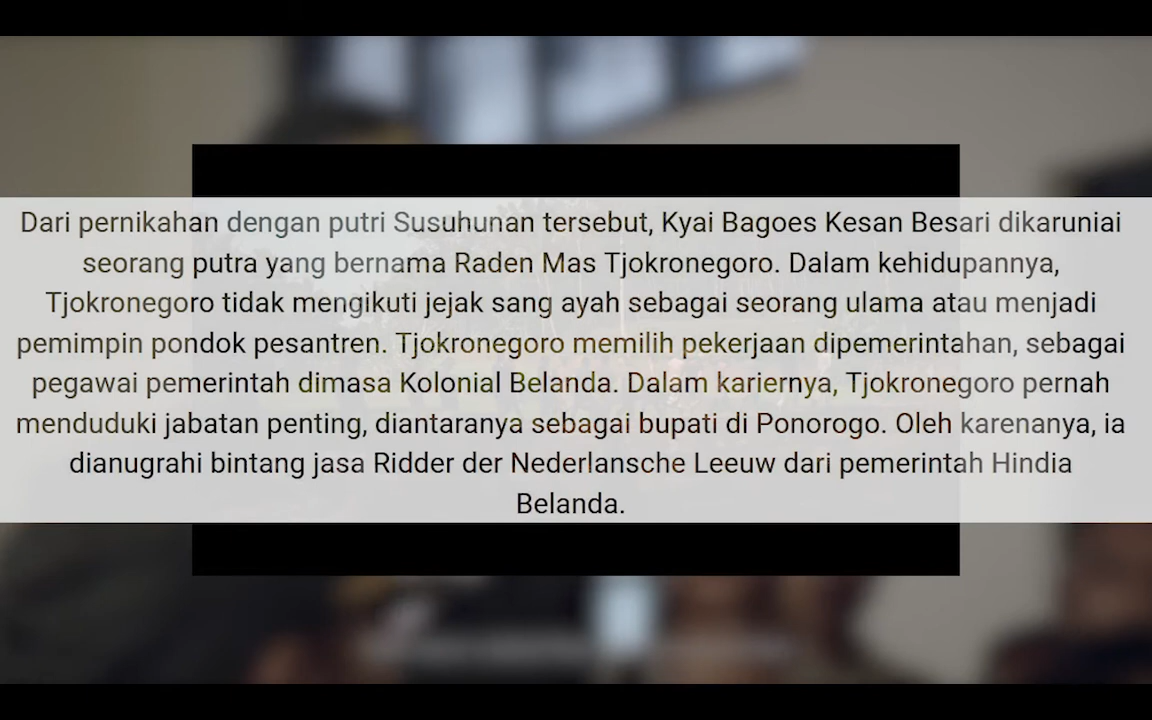 Dari pernikahan dengan putri Susuhunan tersebut, Kyai Bagoes Kesan Besari dikaruniai
seorang putra yang bernama Raden Mas Tjokronegoro. Dalam kehidupannya,
Tjokronegoro tidak mengikuti jejak sang ayah sebagai seorang ulama atau menjadi
pemimpin pondok pesantren. Tjokronegoro memilih pekerjaan dipemerintahan, sebagai
pegawai pemerintah dimasa Kolonial Belanda. Dalam kariernya, Tjokronegoro pernah
menduduki jabatan penting, diantaranya sebagai bupati di Ponorogo. Oleh karenanya, ia
dianugrahi bintang jasa Ridder der Nederlansche Leeuw dari pemerintah Hindia
Belanda.